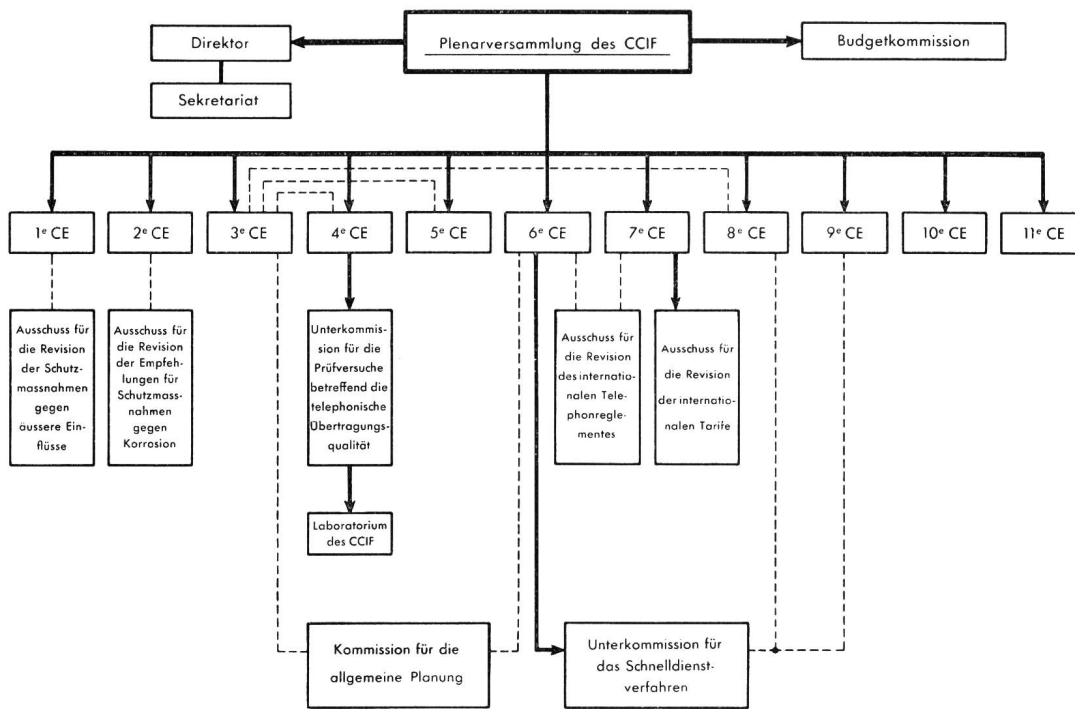 Direktor
Plenarversammlung des CCIF
Budgetkommission
Sekretariat
1e CE
2e CE
3e CE
4e CE
5e CE
6e CE
7e CE
8e CE
9e CE
10e CE
11e CE
Ausschuss für
die Revision
der Schutz-
massnahmen
gegen
äussere Ein-
flüsse
Ausschuss für
die Revision
der Empfeh-
lungen für
Schutzmass-
nahmen
gegen
Korrosion
Unterkommis-
sion für die
Prüfversuche
betreffend die
telephonische
Übertragungs-
qualität
Ausschuss für
die Revision
des internatio-
nalen Tele-
phonregle-
mentes
Ausschuss für
die Revision
der internatio-
nalen Tarife
Laboratorium
des CCIF
Kommission für die
allgemeine Planung
Unterkommission für
das Schnelldienst-
verfahren